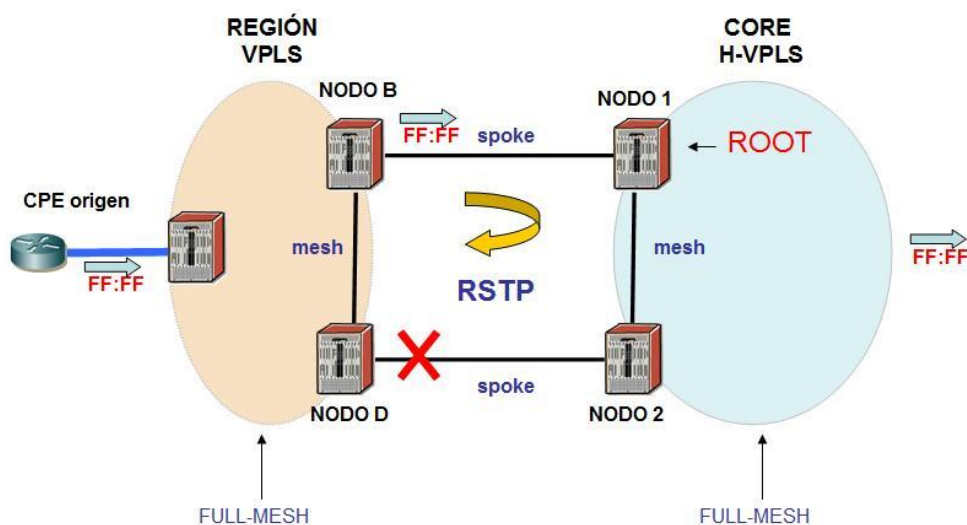 REGIÓN
VPLS
CORE
H-VPLS
NODO B
NODO 1
FF:FF
spoke
ROOT
CPE origen
mesh
mesh
FF:FF
FF:FF
RSTP
NODO D
spoke
NODO 2
FULL-MESH
FULL-MESH